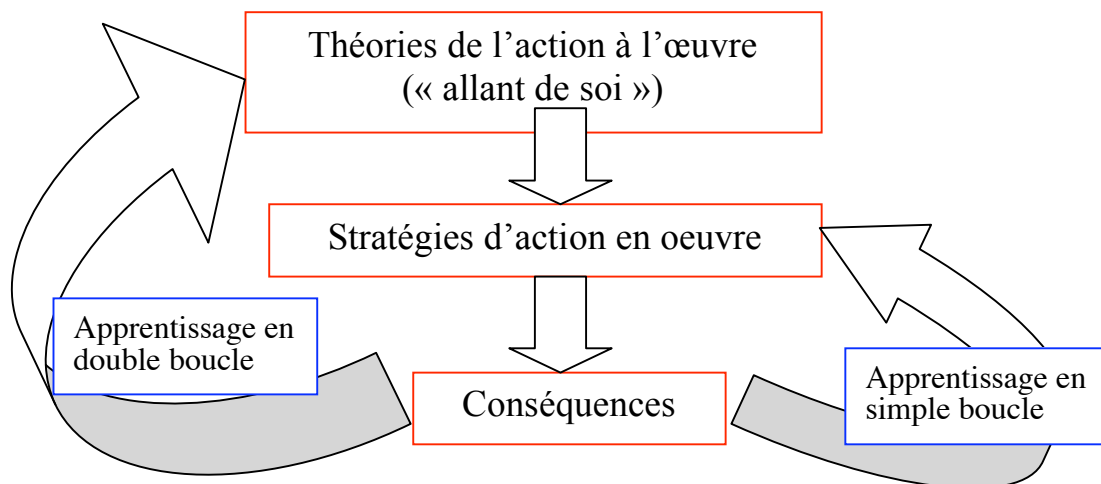 Théories de l’action à l’œuvre
(« allant de soi »)
Stratégies d’action en oeuvre
Apprentissage en
double boucle
Conséquences
Apprentissage en
simple boucle